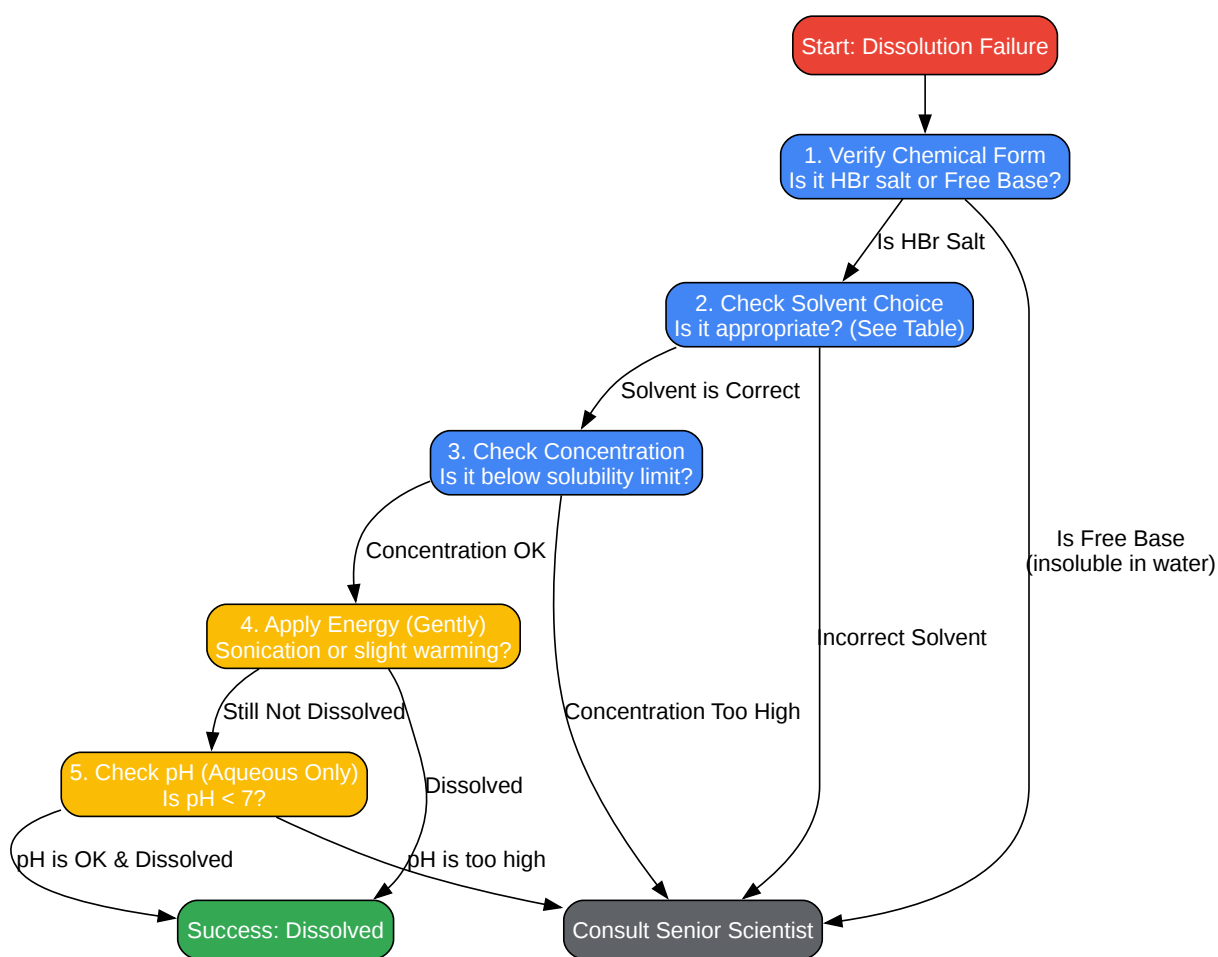 Start: Dissolution Failure
1. Verify Chemical Form
Is it HBr salt or Free Base?
Is HBr Salt
2. Check Solvent Choice
Is it appropriate? (See Table)
Solvent is Correct
3. Check Concentration
Is it below solubility limit?
Is Free Base
(insoluble in water)
Concentration OK
4. Apply Energy (Gently)
Sonication or slight warming?
Incorrect Solvent
Still Not Dissolved
Concentration Too High
5. Check pH (Aqueous Only)
Is pH < 7?
Dissolved
pH is OK & Dissolved
pH is too high
Success: Dissolved
Consult Senior Scientist